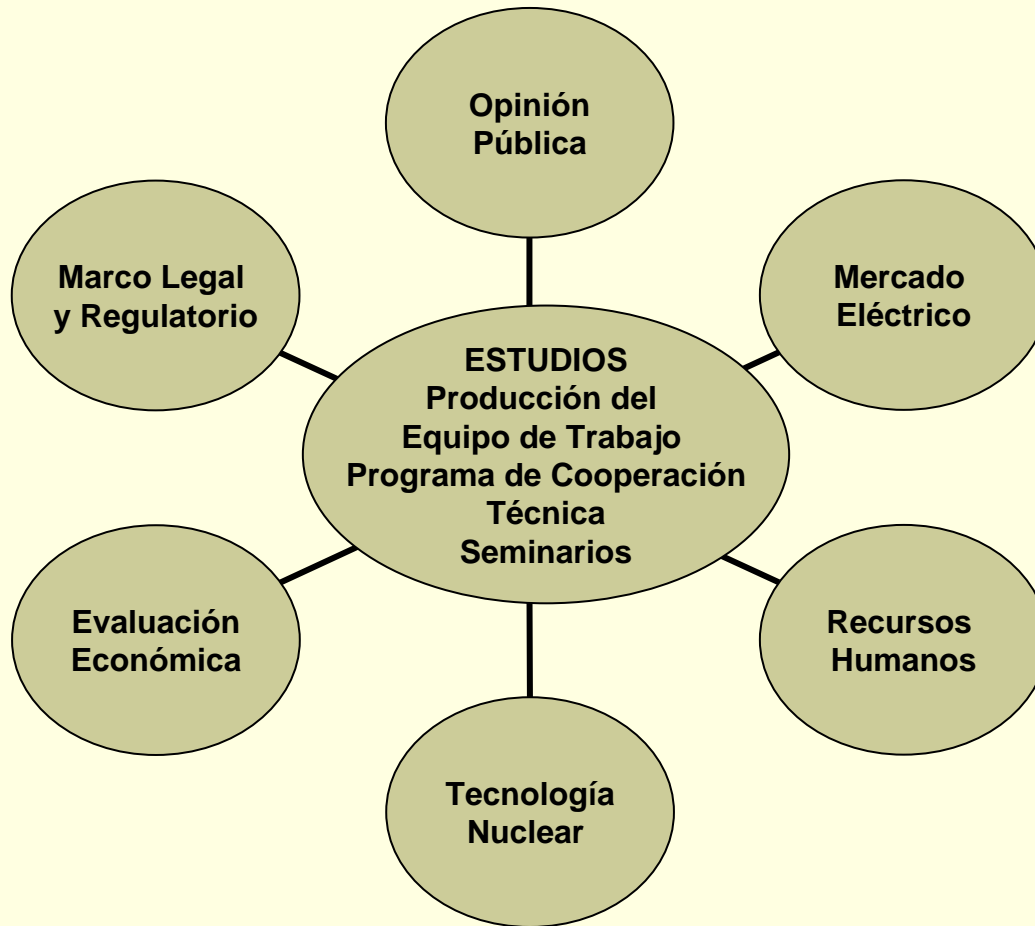 Opinión
Pública
Marco Legal
y Regulatorio
Mercado
Eléctrico
ESTUDIOS
Producción del
Equipo de Trabajo
Programa de Cooperación
Técnica
Seminarios
Evaluación
Económica
Recursos
Humanos
Tecnología
Nuclear